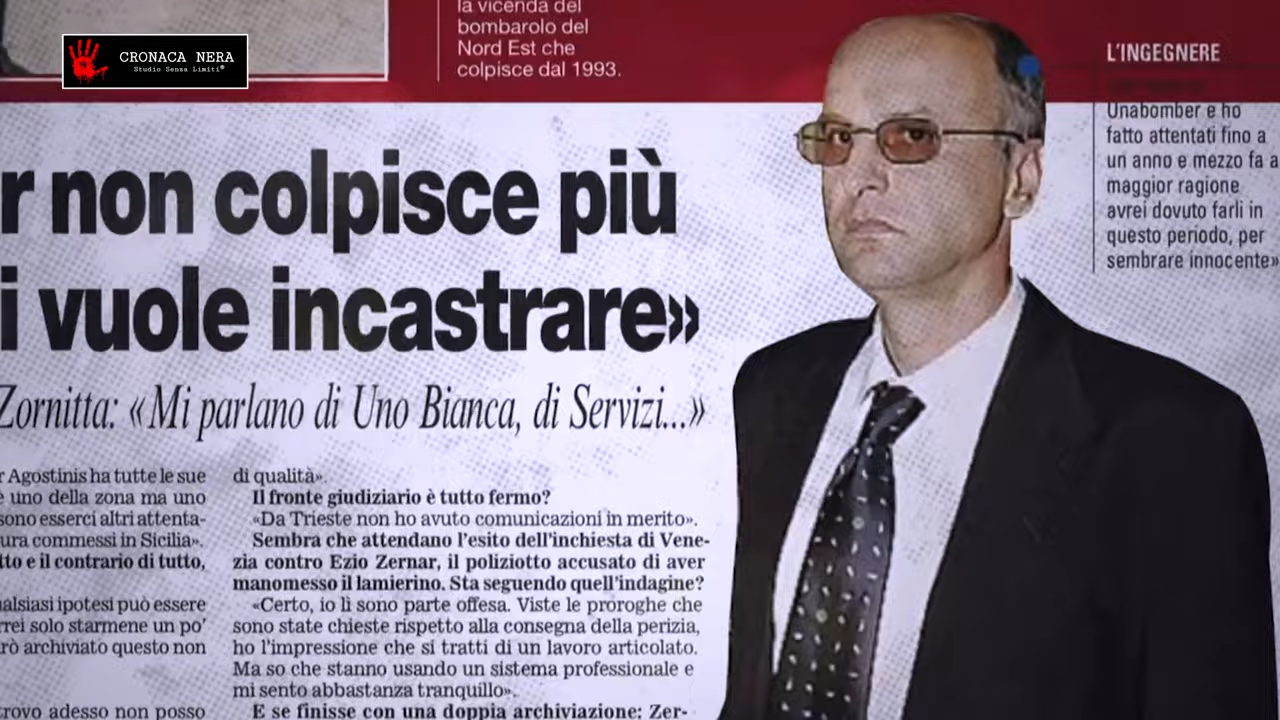 CRONACA NERA
Studio Senza Limiti®
la vicenda del
bombarolo del
Nord Est che
colpisce dal 1993.
L'INGEGNERE
Unabomber e ho
fatto attentati fino a
un anno e mezzo fa a
maggior ragione
avrei dovuto farli in
questo periodo, per
sembrare innocente»
r non colpisce più
i vuole incastrare»
Zornitta: «Mi parlano di Uno Bianca, di Servizi...»
r Agostinis ha tutte le sue
è uno della zona ma uno
sono esserci altri attenta-
ura commessi in Sicilia».
tto e il contrario di tutto,
ualsiasi ipotesi può essere
rrei solo starmene un po'
rò archiviato questo non
trovo adesso non posso
di qualità».
Il fronte giudiziario è tutto fermo?
«Da Trieste non ho avuto comunicazioni in merito».
Sembra che attendano l'esito dell'inchiesta di Vene-
zia contro Ezio Zernar, il poliziotto accusato di aver
manomesso il lamierino. Sta seguendo quell'indagine?
«Certo, io lì sono parte offesa. Viste le proroghe che
sono state chieste rispetto alla consegna della perizia,
ho l'impressione che si tratti di un lavoro articolato.
Ma so che stanno usando un sistema professionale e
mi sento abbastanza tranquillo».
E se finisse con una doppia archiviazione: Zer-